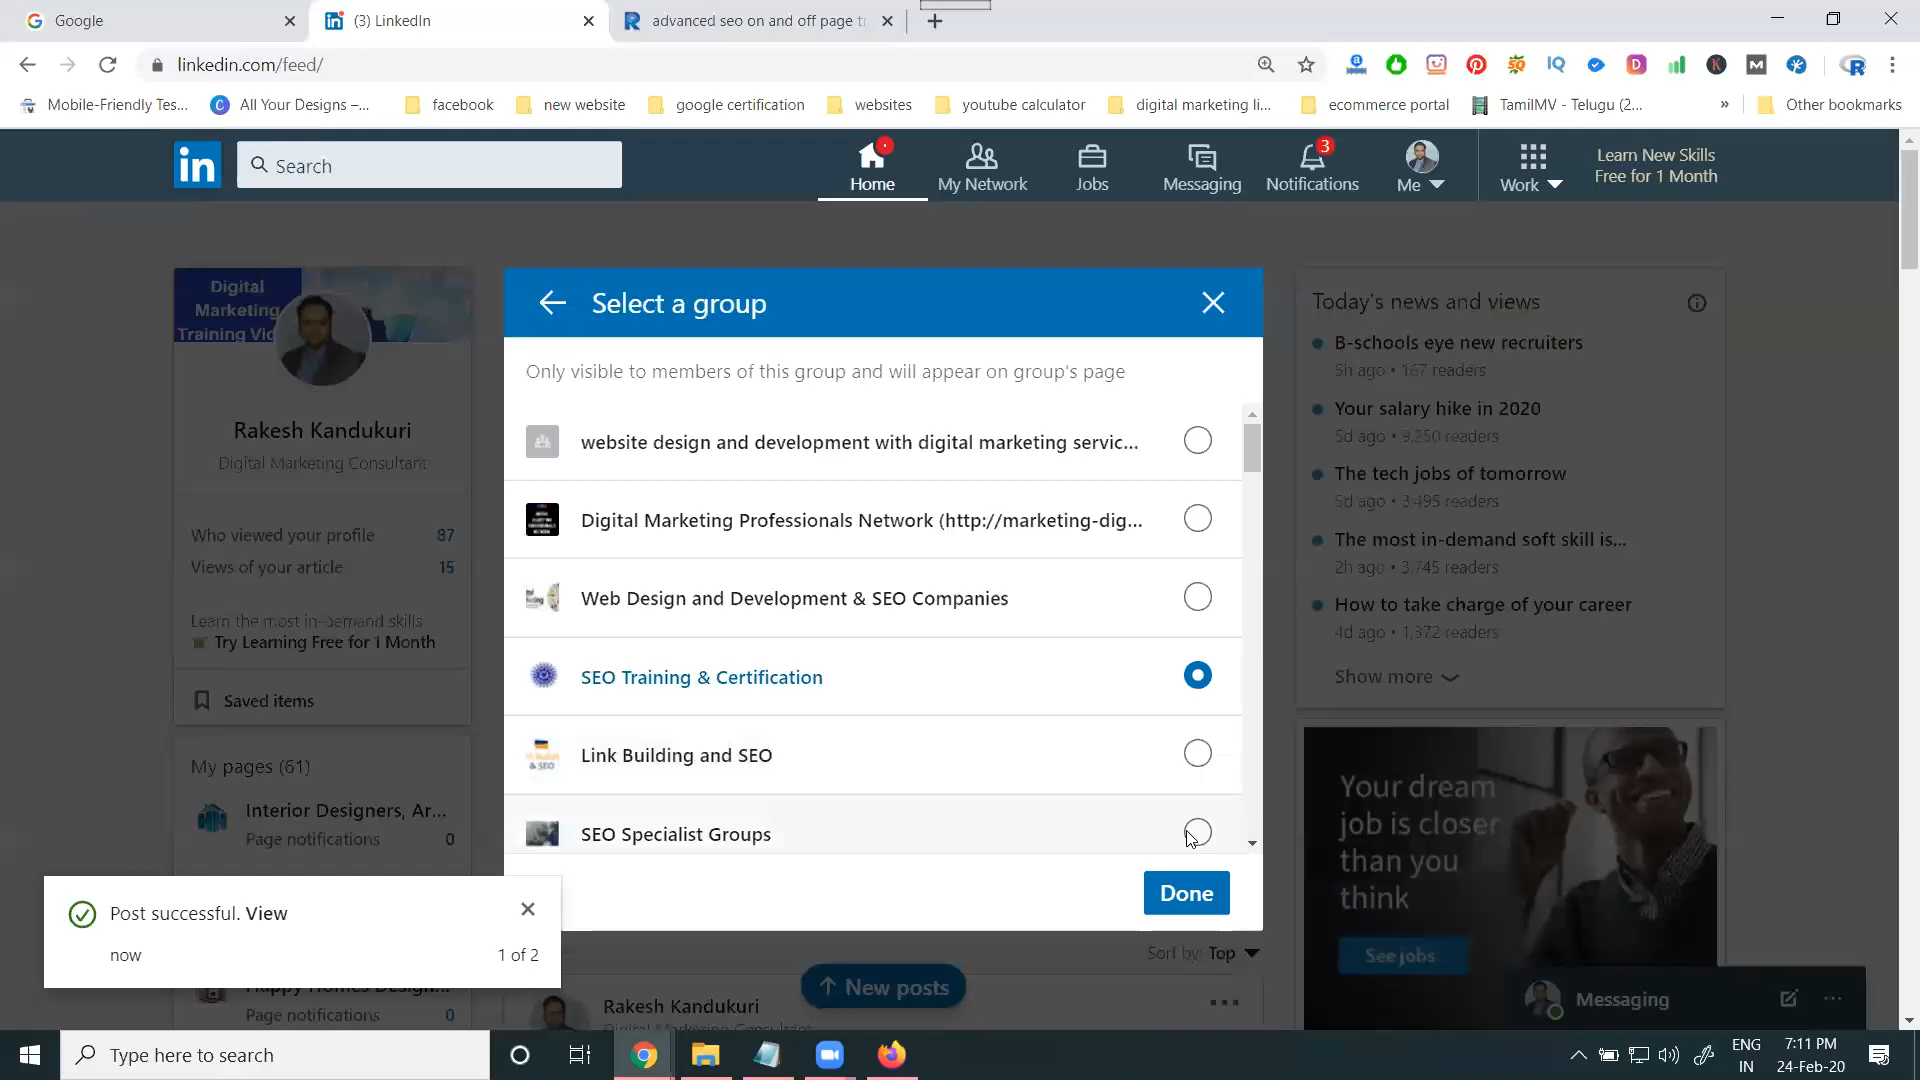 Google
(3) LinkedIn
advanced seo on and off page t
linkedin.com/feed/
Mobile-Friendly Tes...
All Your Designs –...
facebook
new website
google certification
websites
youtube calculator
digital marketing li...
ecommerce portal
TamilMV - Telugu (2...
»
Other bookmarks
in
Search
Home
My Network
Jobs
Messaging
3
Notifications
Me
Work
Learn New Skills
Free for 1 Month
Digital
Marketing
Training Vid
Rakesh Kandukuri
Digital Marketing Consultant
Who viewed your profile 87
Views of your article 15
Learn the most in-demand skills
Try Learning Free for 1 Month
Saved items
My pages (61)
Interior Designers, Ar...
Page notifications 0
Happy Homes Design...
Page notifications 0
Select a group
Only visible to members of this group and will appear on group's page
website design and development with digital marketing servic...
Digital Marketing Professionals Network (http://marketing-dig...
Web Design and Development & SEO Companies
SEO Training & Certification
Link Building and SEO
SEO Specialist Groups
Done
Today's news and views
B-schools eye new recruiters
5h ago • 167 readers
Your salary hike in 2020
5d ago • 9,250 readers
The tech jobs of tomorrow
5d ago • 3,495 readers
The most in-demand soft skill is...
2h ago • 3,745 readers
How to take charge of your career
4d ago • 1,372 readers
Show more
Your dream
job is closer
than you
think
See jobs
Post successful. View
now
1 of 2
Sort by: Top
New posts
Rakesh Kandukuri
Digital Marketing Consultant
Messaging
Type here to search
ENG
IN
7:11 PM
24-Feb-20